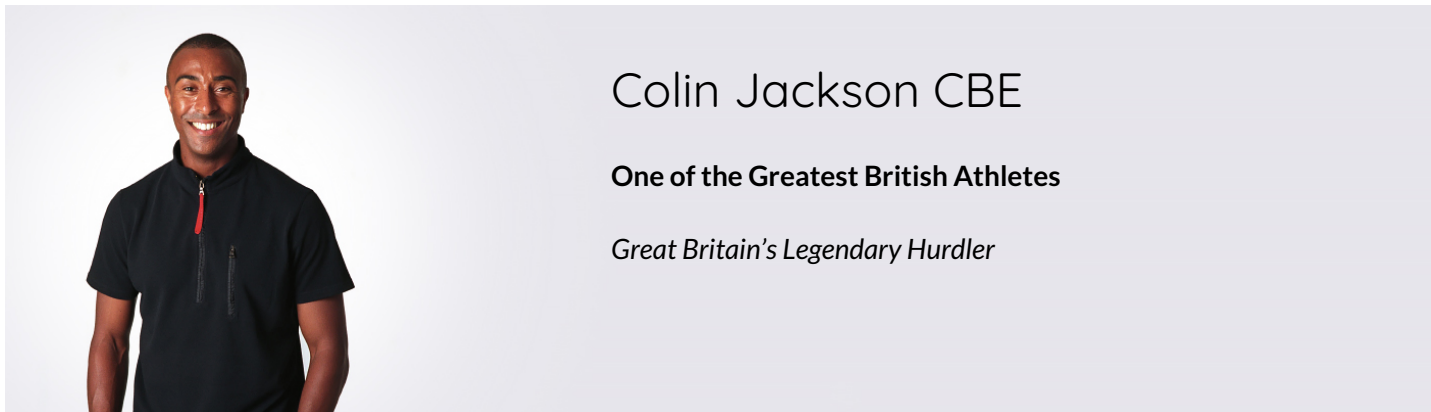 Colin Jackson CBE
One of the Greatest British Athletes
Great Britain’s Legendary Hurdler